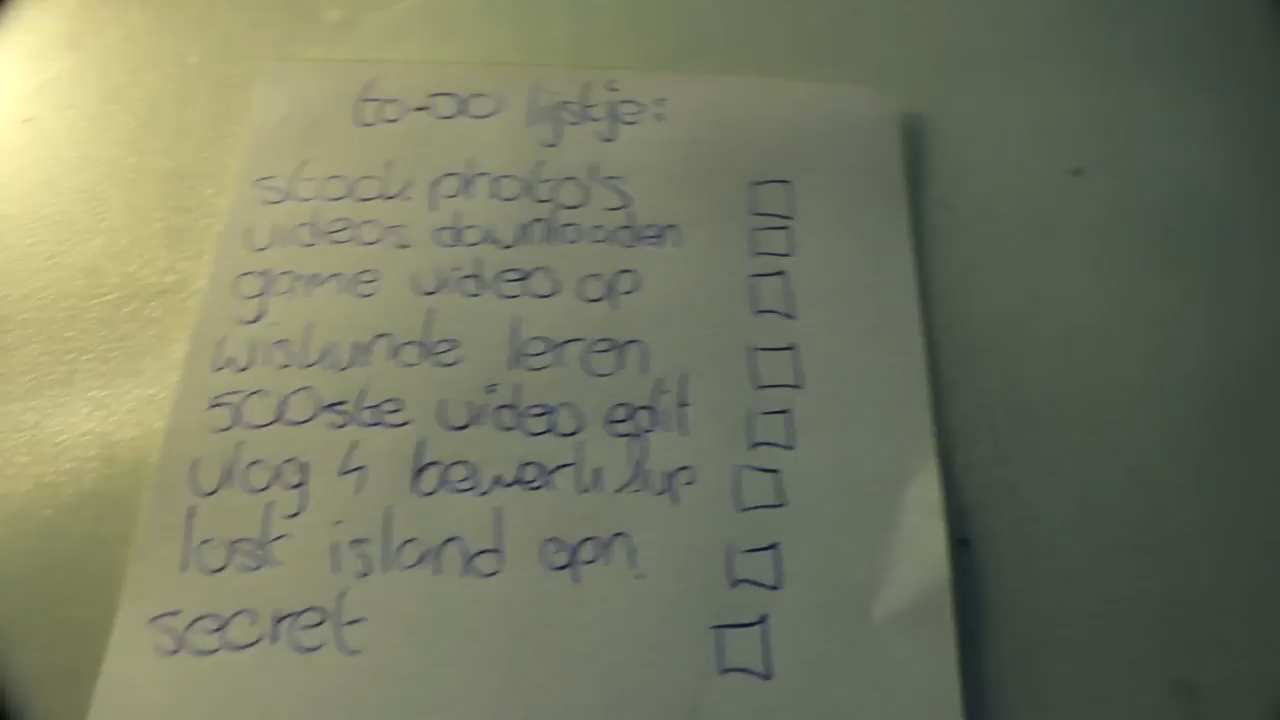 to-do lijstje:
stock photo's
videos downloaden
game video op
wiskunde leren
500ste video edit
vlog 4 bewerk
lost island opn.
secret